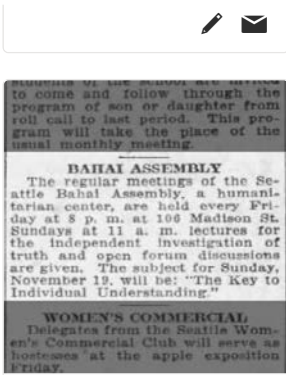 students of the school are invited
to come and follow through the
program of son or daughter from
roll call to last period. This pro-
gram will take the place of the
usual monthly meeting.
BAHAI ASSEMBLY
The regular meetings of the Se-
attle Bahai Assembly, a humani-
tarian center, are held every Fri-
day at 8 p. m. at 106 Madison St.
Sundays at 11 a. m. lectures for
the independent investigation of
truth and open forum discussions
are given. The subject for Sunday,
November 19, will be: "The Key to
Individual Understanding."
WOMEN'S COMMERCIAL
Delegates from the Seattle Wom-
en's Commercial Club will serve as
hostesses at the apple exposition
Friday.